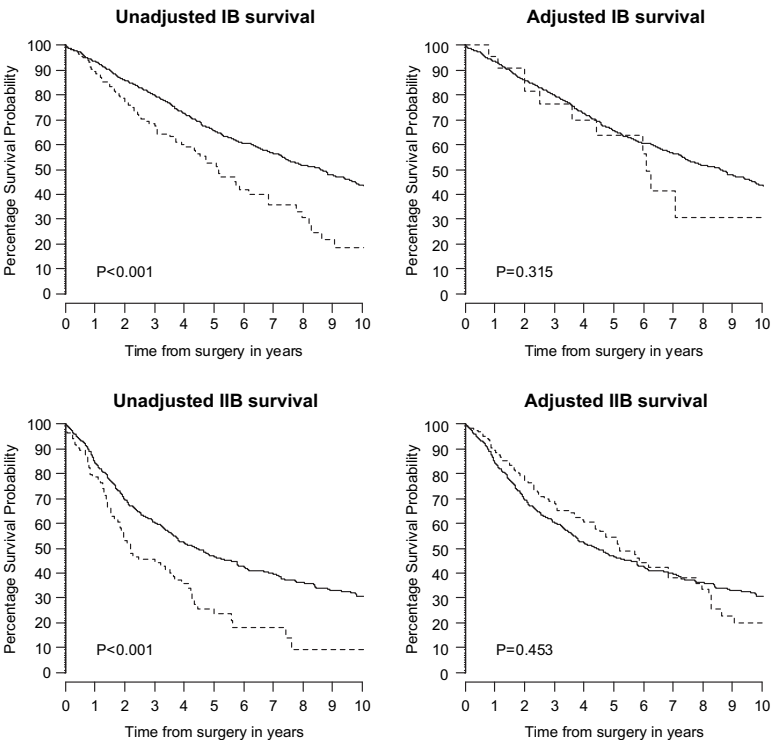 Unadjusted IB survival
Percentage Survival Probability
100
90
80
70
60
50
40
30
20
10
0
P<0.001
0 1 2 3 4 5 6 7 8 9 10
Time from surgery in years
Adjusted IB survival
Percentage Survival Probability
100
90
80
70
60
50
40
30
20
10
0
P=0.315
0 1 2 3 4 5 6 7 8 9 10
Time from surgery in years
Unadjusted IIB survival
Percentage Survival Probability
100
90
80
70
60
50
40
30
20
10
0
P<0.001
0 1 2 3 4 5 6 7 8 9 10
Time from surgery in years
Adjusted IIB survival
Percentage Survival Probability
100
90
80
70
60
50
40
30
20
10
0
P=0.453
0 1 2 3 4 5 6 7 8 9 10
Time from surgery in years